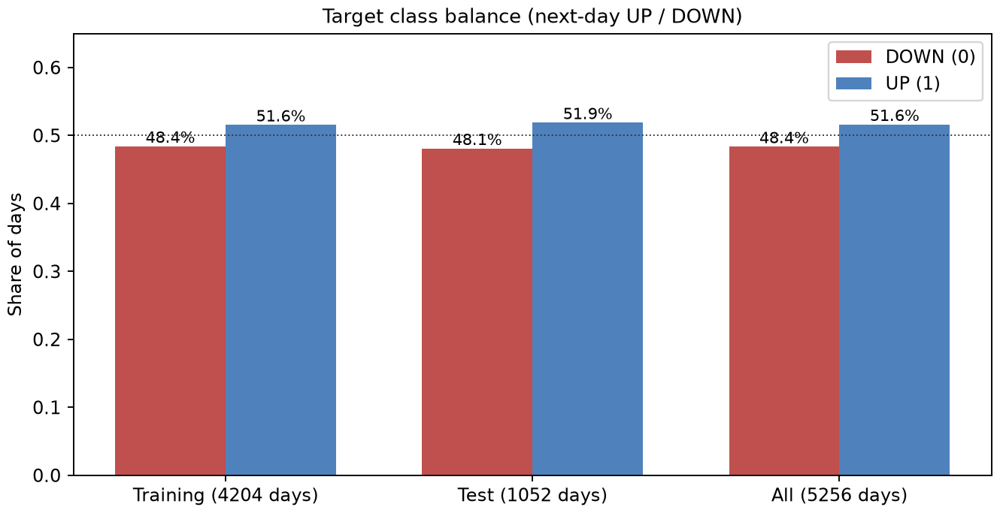 Target class balance (next-day UP / DOWN)
DOWN (0)
UP (1)
Share of days
0.6
0.5
0.4
0.3
0.2
0.1
0.0
48.4%
51.6%
48.1%
51.9%
48.4%
51.6%
Training (4204 days)
Test (1052 days)
All (5256 days)